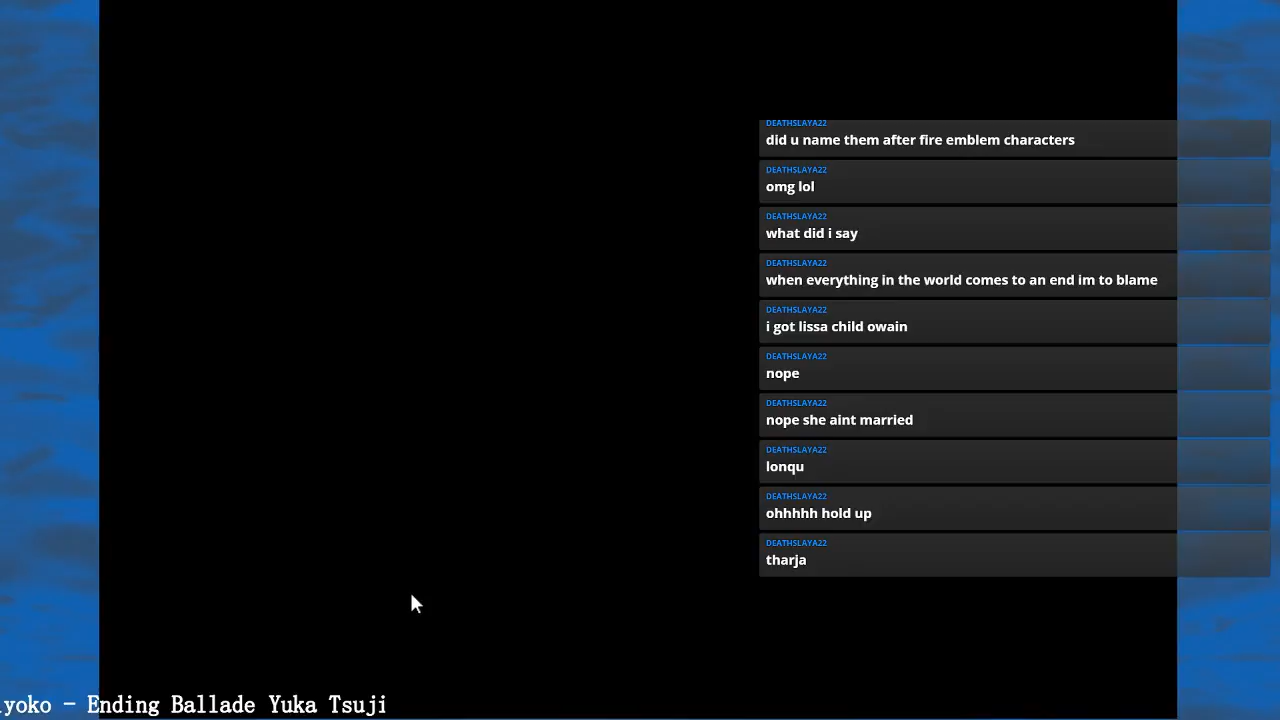 DEATHSLAYA22
did u name them after fire emblem characters
DEATHSLAYA22
omg lol
DEATHSLAYA22
what did i say
DEATHSLAYA22
when everything in the world comes to an end im to blame
DEATHSLAYA22
i got lissa child owain
DEATHSLAYA22
nope
DEATHSLAYA22
nope she aint married
DEATHSLAYA22
lonqu
DEATHSLAYA22
ohhhhh hold up
DEATHSLAYA22
tharja
yoko - Ending Ballade Yuka Tsuji